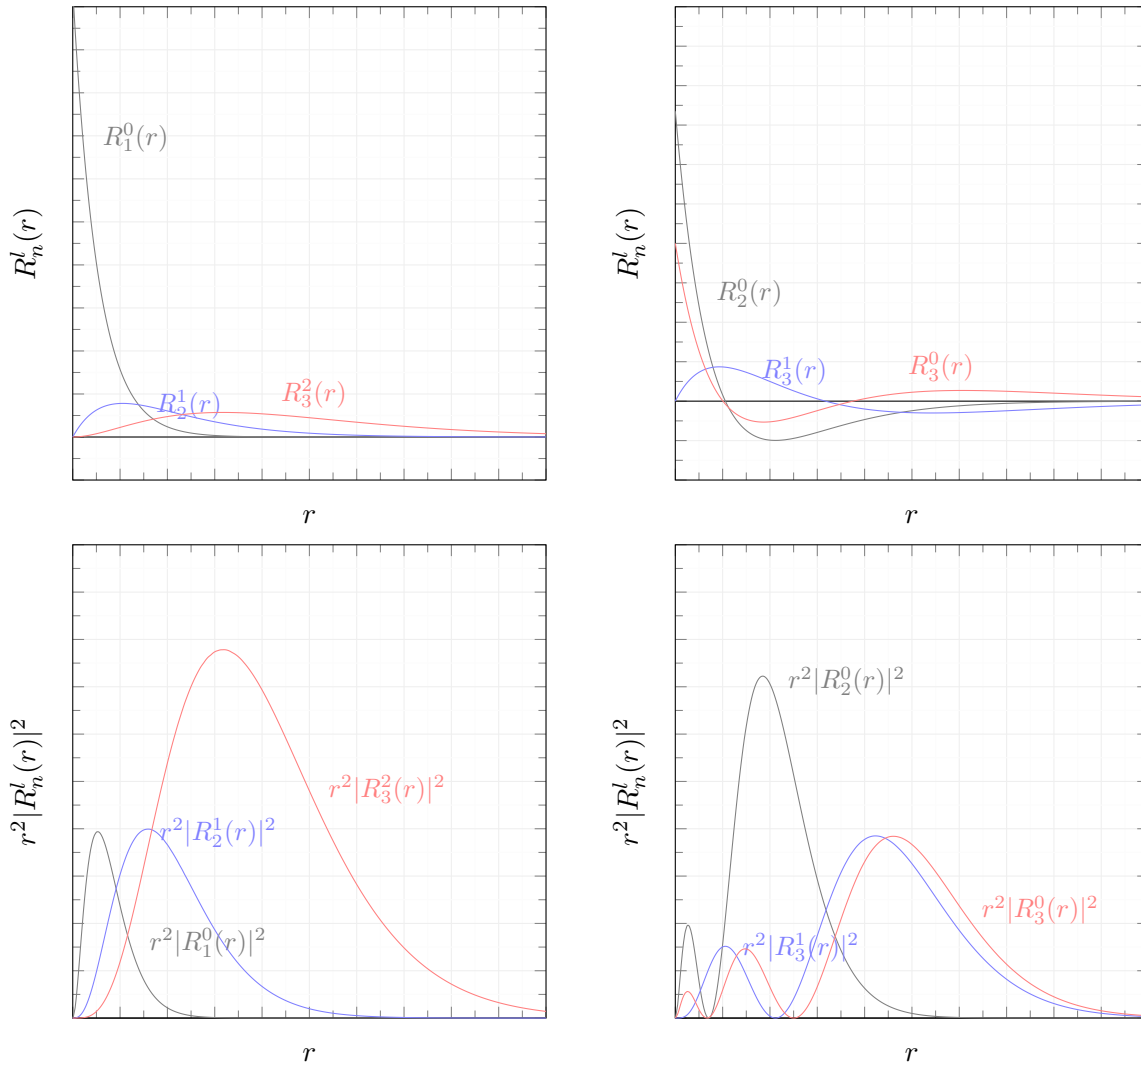 R_n^l(r)
R_1^0(r)
R_2^1(r)
R_3^2(r)
r
R_n^l(r)
R_2^0(r)
R_3^1(r)
R_3^0(r)
r
r^2|R_n^l(r)|^2
r^2|R_3^2(r)|^2
r^2|R_2^1(r)|^2
r^2|R_1^0(r)|^2
r
r^2|R_n^l(r)|^2
r^2|R_2^0(r)|^2
r^2|R_3^0(r)|^2
r^2|R_3^1(r)|^2
r